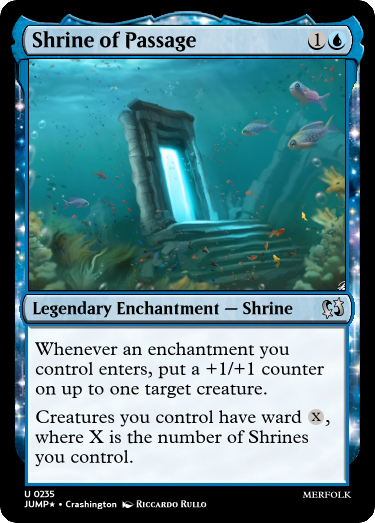 Shrine of Passage 1
Legendary Enchantment — Shrine
Whenever an enchantment you
control enters, put a +1/+1 counter
on up to one target creature.
Creatures you control have ward X,
where X is the number of Shrines
you control.
U 0235
MERFOLK
JUMP★ • Crashington Riccardo Rullo